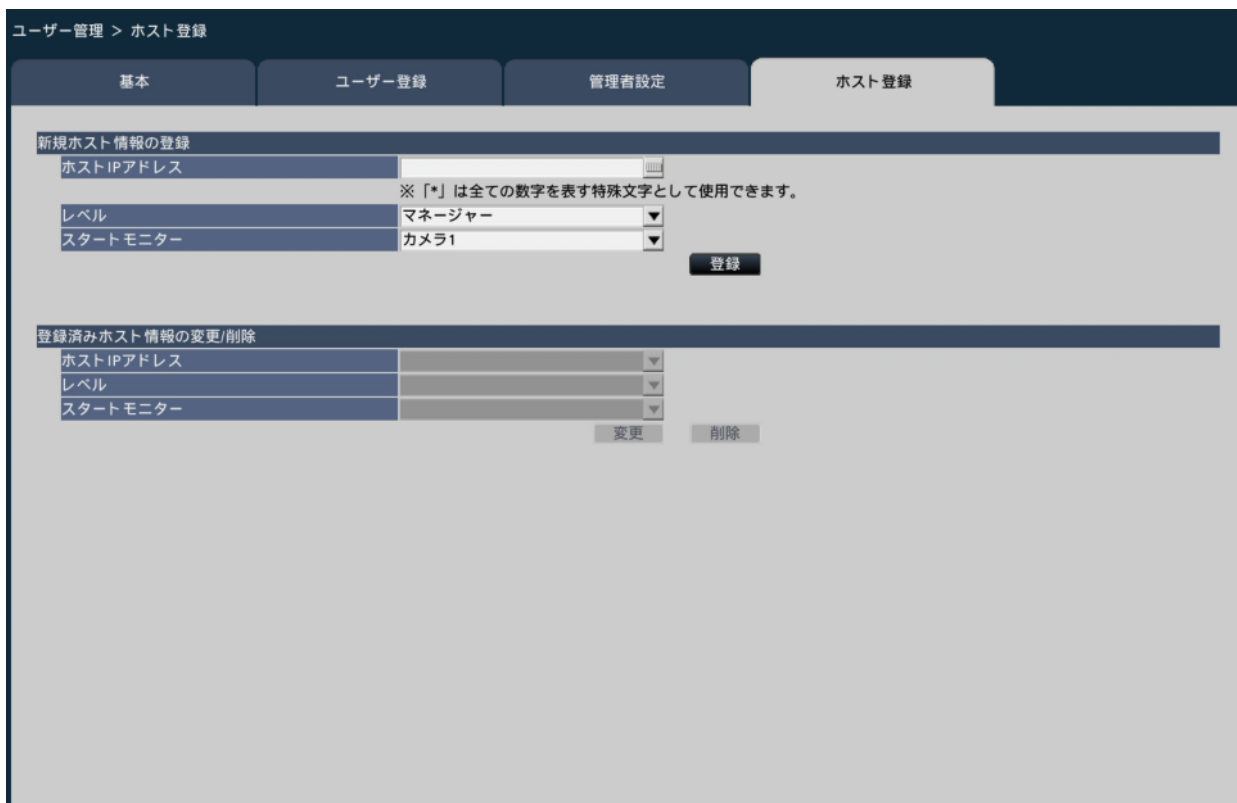 ユーザー管理 > ホスト登録
基本 ユーザー登録 管理者設定 ホスト登録
新規ホスト情報の登録
ホストIPアドレス
※「*」は全ての数字を表す特殊文字として使用できます。
レベル マネージャー
スタートモニター カメラ1
登録
登録済みホスト情報の変更/削除
ホストIPアドレス
レベル
スタートモニター
変更 削除